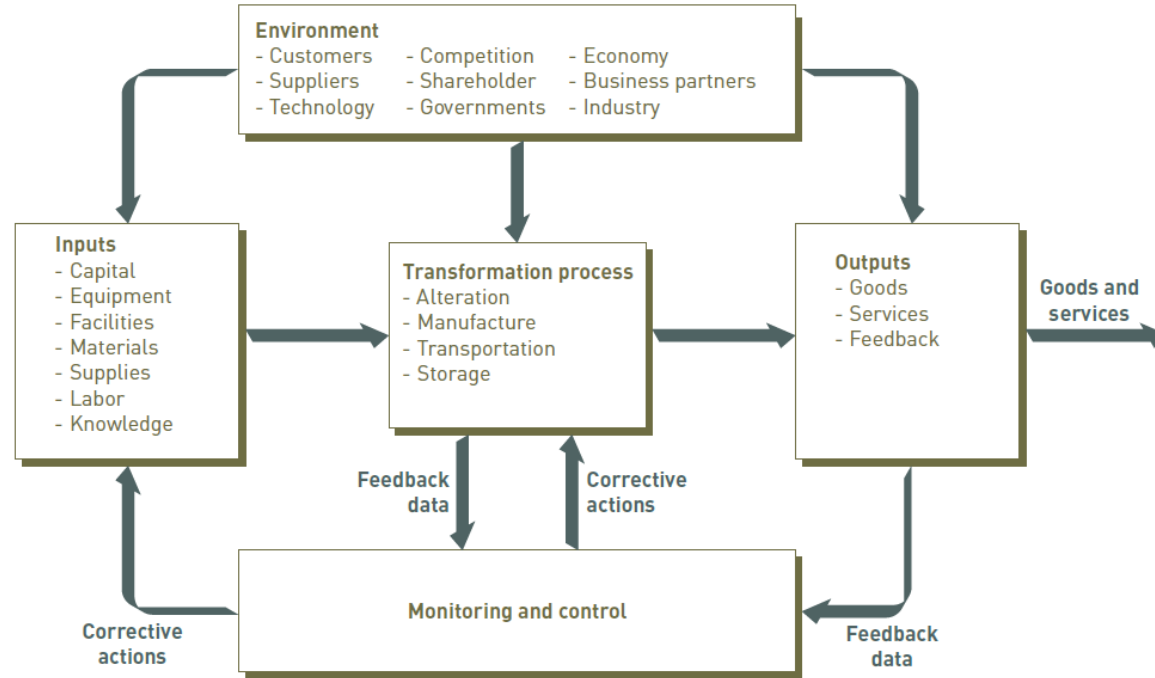 Environment
- Customers - Competition - Economy
- Suppliers - Shareholder - Business partners
- Technology - Governments - Industry
Inputs
- Capital
- Equipment
- Facilities
- Materials
- Supplies
- Labor
- Knowledge
Transformation process
- Alteration
- Manufacture
- Transportation
- Storage
Outputs
- Goods
- Services
- Feedback
Goods and
services
Feedback
data
Corrective
actions
Monitoring and control
Corrective
actions
Feedback
data